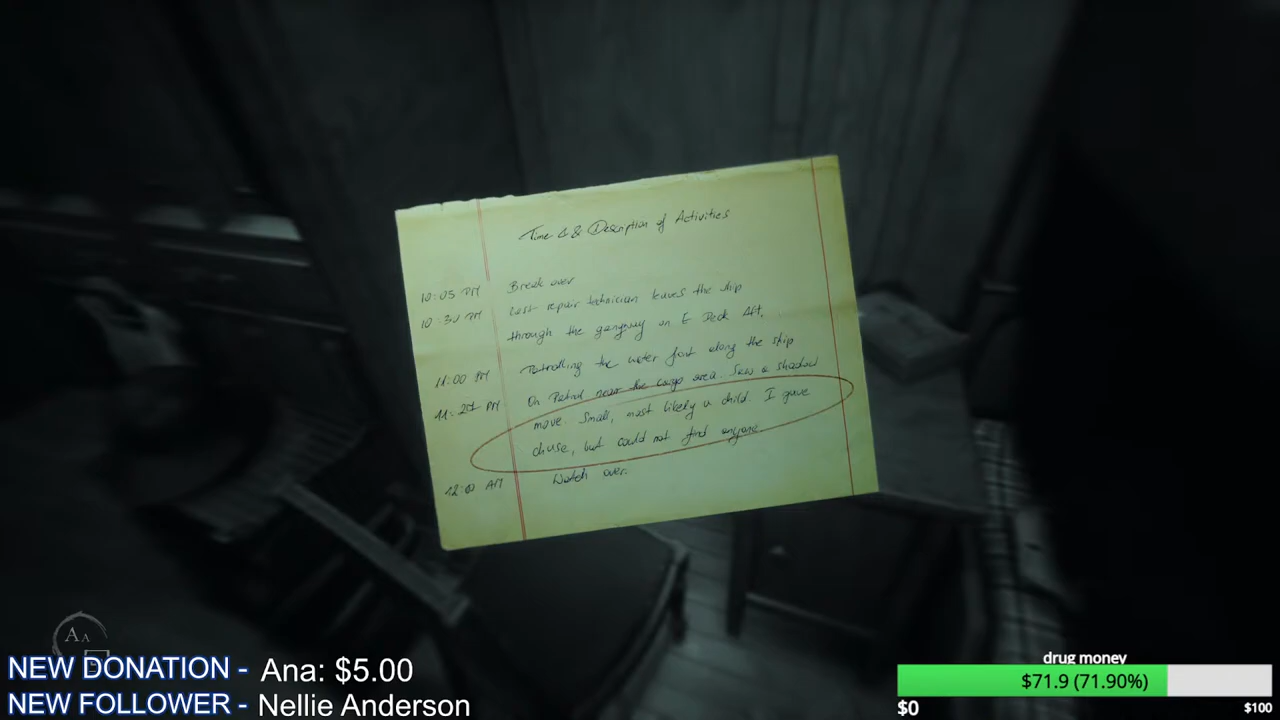 Time & Description of Activities
10:05 PM Break over
10:30 PM Last repair technician leaves the ship
through the gangway on E Deck Aft.
11:00 PM Patrolling the water front along the ship
11:27 PM On Patrol near the cargo area. Saw a shadow
move. Small, most likely a child. I gave
chase, but could not find anyone.
12:00 AM Watch over.
AA
NEW DONATION - Ana: $5.00
NEW FOLLOWER - Nellie Anderson
drug money
$71.9 (71.90%)
$0 $100